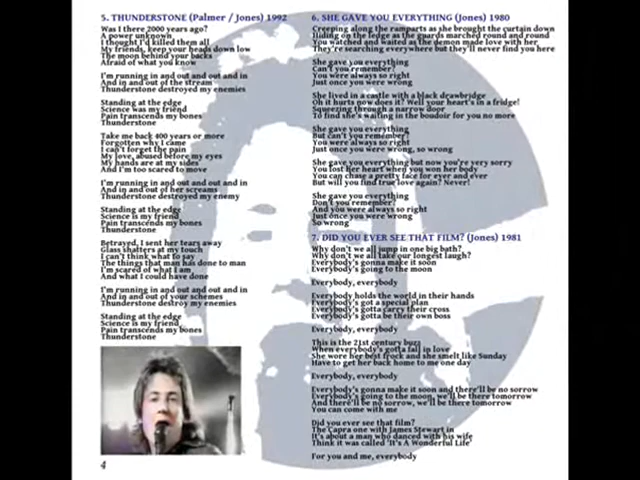 5. THUNDERSTONE (Palmer / Jones) 1992
Was I there 2000 years ago?
A power unknown
I thought I'd killed them all
My friends, keep your heads down low
The moon behind your backs
Afraid of what you know
I'm running in and out and out and in
And in and out of the stream
Thunderstone destroyed my enemies
Standing at the edge
Science was my friend
Pain transcends my bones
Thunderstone
Take me back 400 years or more
Forgotten why I came
I can't forget the pain
My love, abused before my eyes
My hands are at my sides
And I'm too scared to move
I'm running in and out and out and in
And in and out of her screams
Thunderstone destroyed my enemy
Standing at the edge
Science is my friend
Pain transcends my bones
Thunderstone
Betrayed, I sent her tears away
Glass shatters at my touch
I can't think what to say
The things that man has done to man
I'm scared of what I am
And what I could have done
I'm running in and out and out and in
And in and out of your schemes
Thunderstone destroy my enemies
Standing at the edge
Science is my friend
Pain transcends my bones
Thunderstone
4
6. SHE GAVE YOU EVERYTHING (Jones) 1980
Creeping along the ramparts as she brought the curtain down
Hiding on the ledge as the guards marched round and round
You watched and waited as the demon made love with her
They're searching everywhere but they'll never find you here
She gave you everything
Can't you remember?
You were always so right
Just once you were wrong
She lived in a castle with a black drawbridge
Oh it hurts now does it? Well your heart's in a fridge!
Squeezing through a narrow door
To find she's waiting in the boudoir for you no more
She gave you everything
But can't you remember?
You were always so right
Just once you were wrong, so wrong
She gave you everything but now you're very sorry
You lost her heart when you won her body
You can chase a pretty face for ever and ever
But will you find true love again? Never!
She gave you everything
Don't you remember?
And you were always so right
Just once you were wrong
So wrong
7. DID YOU EVER SEE THAT FILM? (Jones) 1981
Why don't we all jump in one big bath?
Why don't we all take our longest laugh?
Everybody's gonna make it soon
Everybody's going to the moon
Everybody, everybody
Everybody holds the world in their hands
Everybody's got a special plan
Everybody's gotta carry their cross
Everybody's gotta be their own boss
Everybody, everybody
This is the 21st century buzz
When everybody's gotta fall in love
She wore her best frock and she smelt like Sunday
Have to get her back home to me one day
Everybody, everybody
Everybody's gonna make it soon and there'll be no sorrow
Everybody's going to the moon, we'll be there tomorrow
And there'll be no sorrow, we'll be there tomorrow
You can come with me
Did you ever see that film?
The Capra one with James Stewart in
It's about a man who danced with his wife
Think it was called 'It's A Wonderful Life'
For you and me, everybody